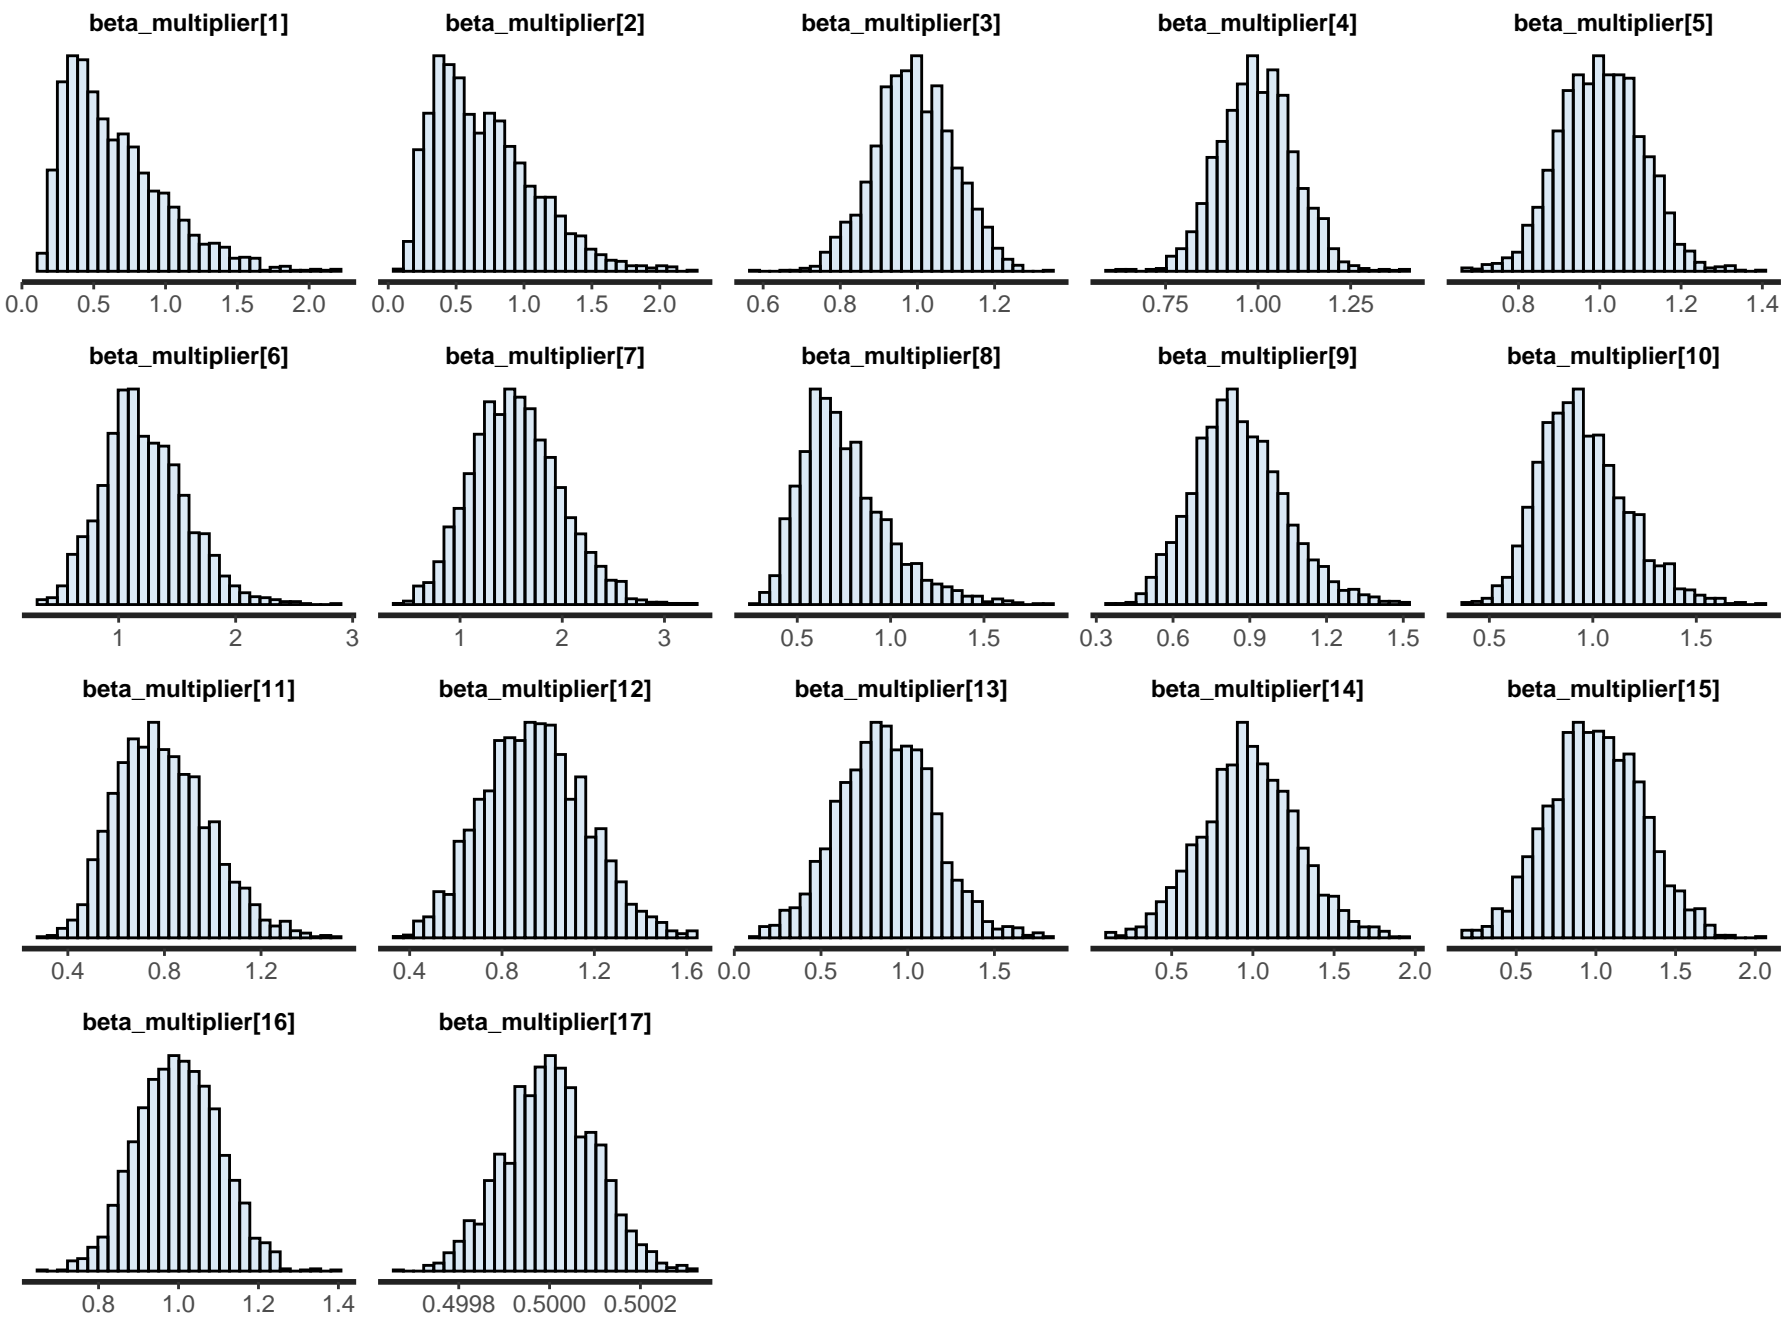 beta_multiplier[1] beta_multiplier[2] beta_multiplier[3] beta_multiplier[4] beta_multiplier[5]
0.0 0.5 1.0 1.5 2.0 0.0 0.5 1.0 1.5 2.0 0.6 0.8 1.0 1.2 0.75 1.00 1.25 0.8 1.0 1.2 1.4
beta_multiplier[6] beta_multiplier[7] beta_multiplier[8] beta_multiplier[9] beta_multiplier[10]
1 2 3 1 2 3 0.5 1.0 1.5 0.3 0.6 0.9 1.2 1.5 0.5 1.0 1.5
beta_multiplier[11] beta_multiplier[12] beta_multiplier[13] beta_multiplier[14] beta_multiplier[15]
0.4 0.8 1.2 0.4 0.8 1.2 1.6 0.0 0.5 1.0 1.5 0.5 1.0 1.5 2.0 0.5 1.0 1.5 2.0
beta_multiplier[16] beta_multiplier[17]
0.8 1.0 1.2 1.4 0.4998 0.5000 0.5002